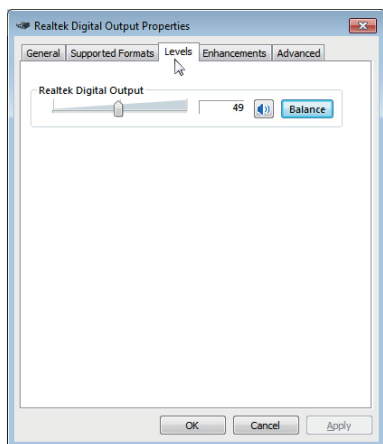 Realtek Digital Output Properties
General Supported Formats Levels Enhancements Advanced
Realtek Digital Output
49 Balance
OK Cancel Apply